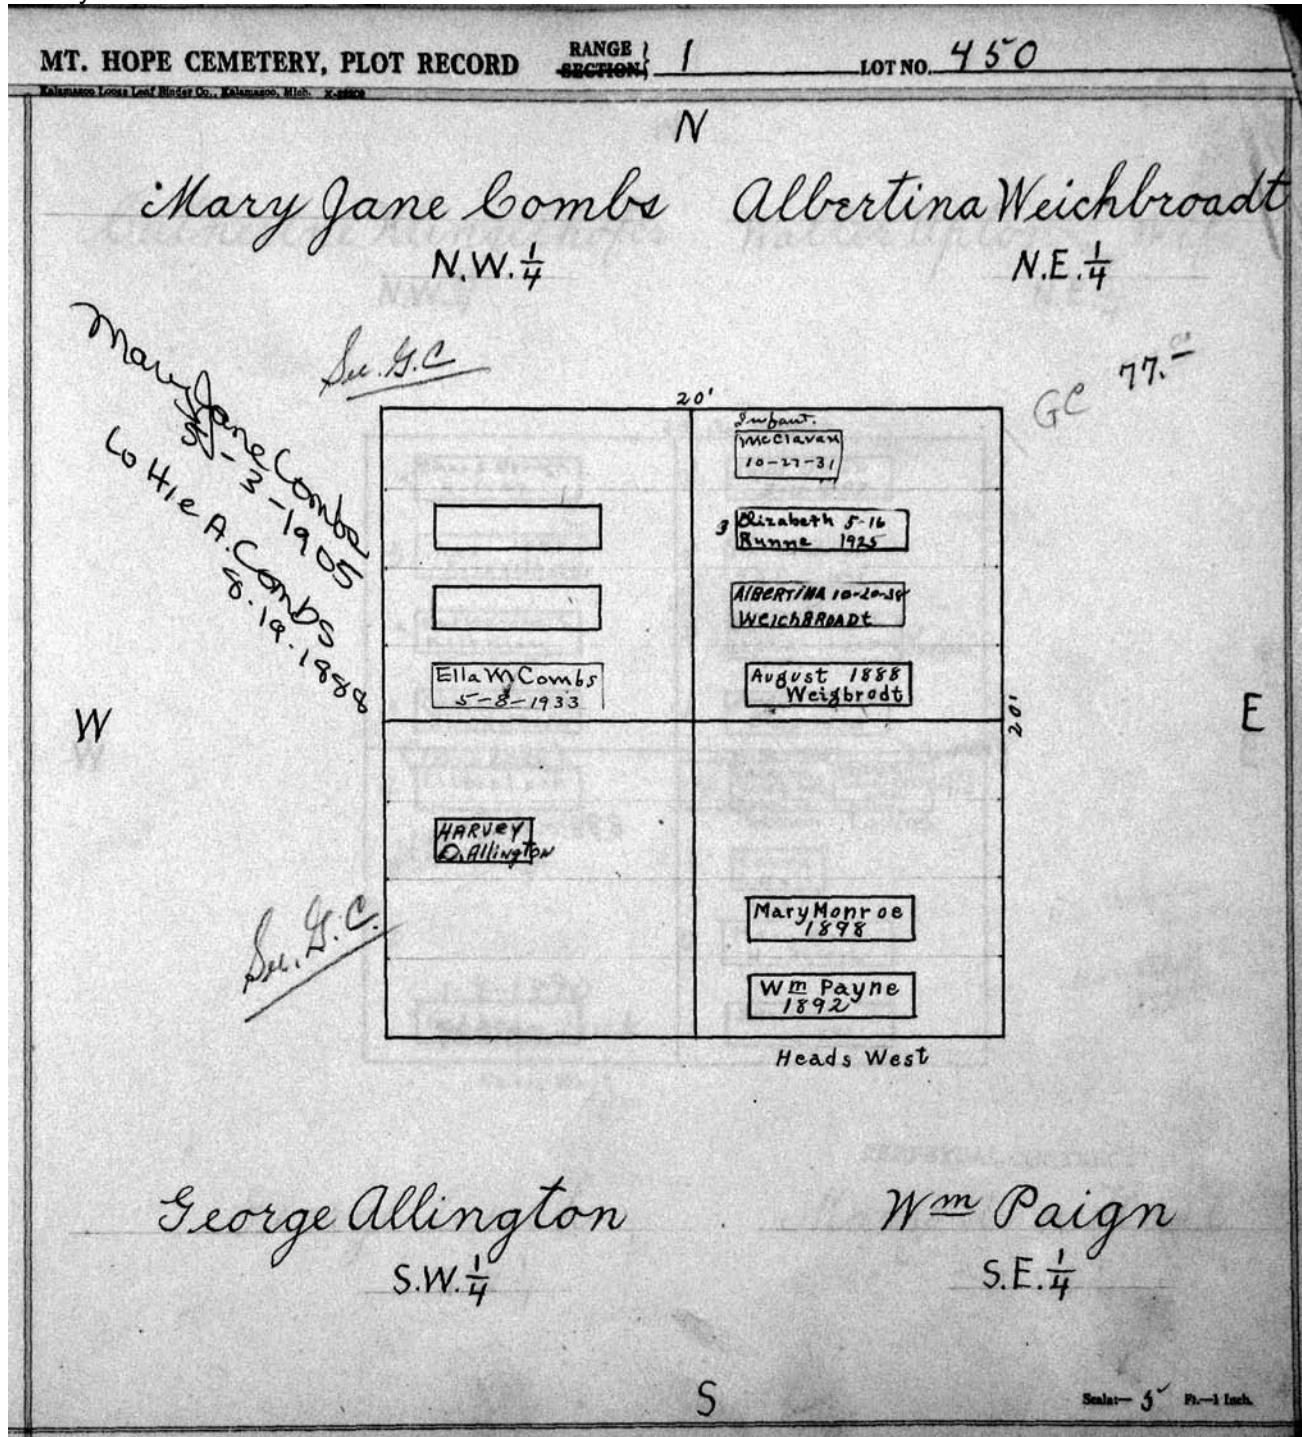 MT. HOPE CEMETERY, PLOT RECORD RANGE SECTION 1 LOT NO. 450
Kalamazoo Loose Leaf Binder Co., Kalamazoo, Mich.
N
Mary Jane Combs Albertina Weichbroadt
N.W. 1/4 N.E. 1/4
Mary Jane Combs
3-1905
Lottie A. Combs
8.19.1888
See. G.C
GC 77.–
20'
Infant.
McClavan
10-27-31
3 Elizabeth 5-16
Runne 1925
AlBERTINA 10-20-38
WEichBROADt
Ella M Combs
5-8-1933
August 1888
Weigbrodt
20'
W
E
HARVEY
O. Allington
See. G.C.
Mary Monroe
1898
Wm Payne
1892
Heads West
George Allington Wm Paign
S.W. 1/4 S.E. 1/4
S
Scale:— 5 Ft.—1 Inch.